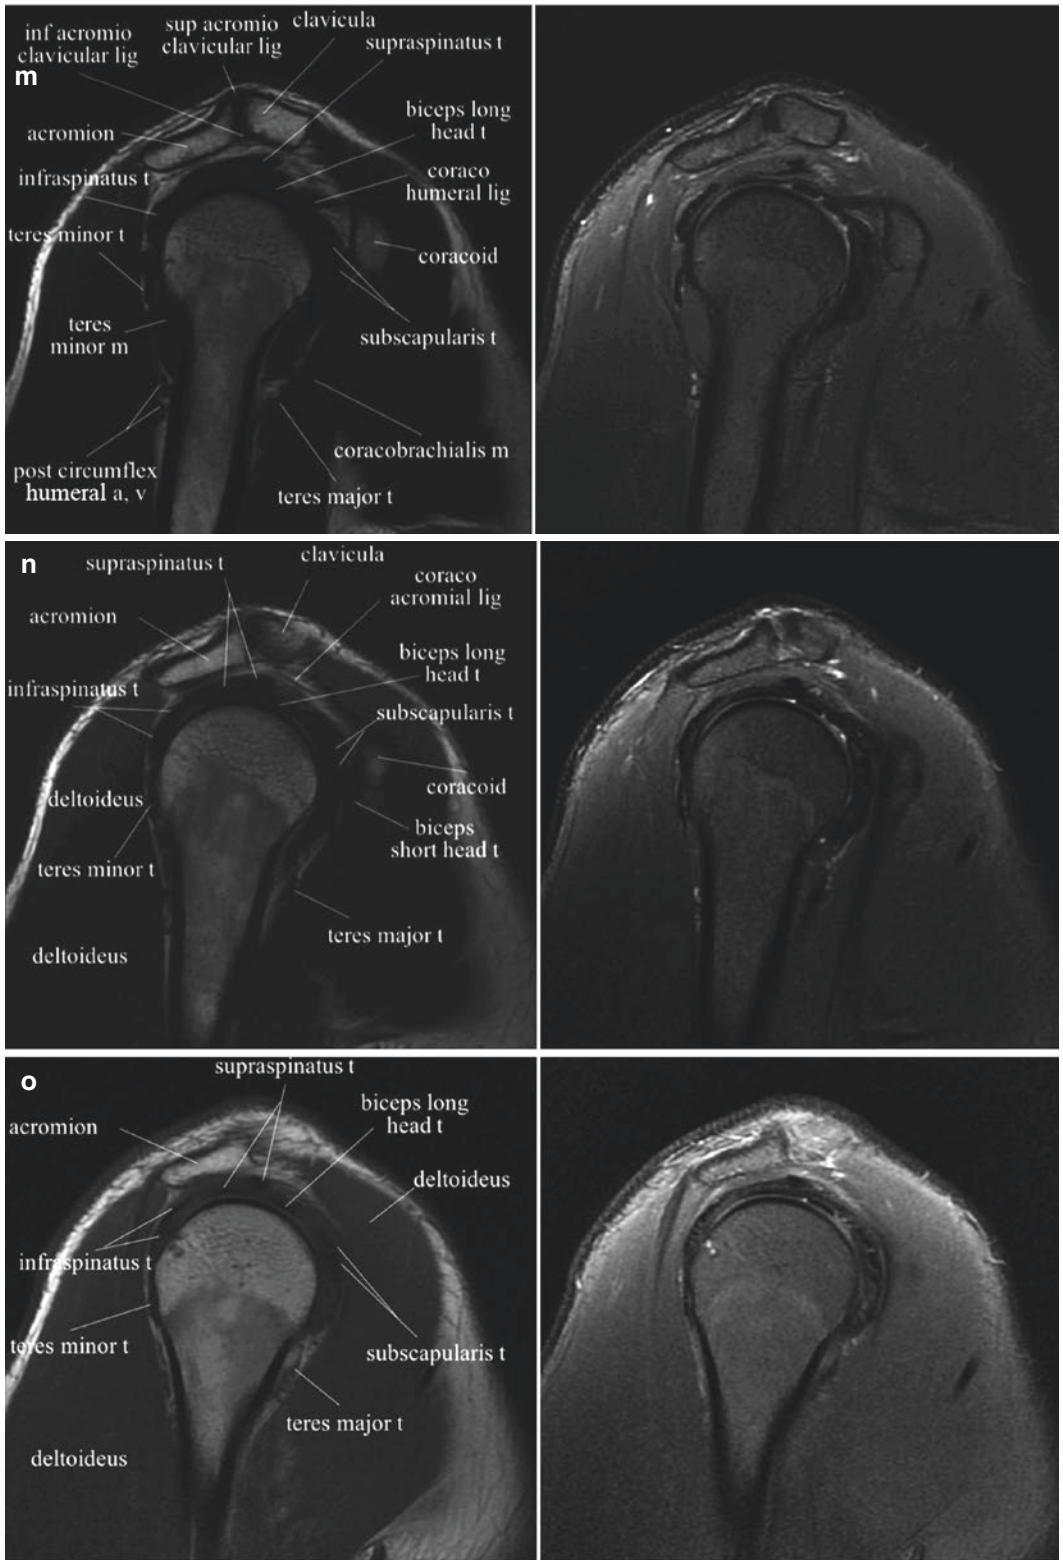 m
inf acromio
clavicular lig
sup acromio
clavicular lig
clavicula
supraspinatus t
acromion
biceps long
head t
infraspinatus t
coraco
humeral lig
teres minor t
coracoid
teres
minor m
subscapularis t
coracobrachialis m
post circumflex
humeral a, v
teres major t
n
supraspinatus t
clavicula
coraco
acromial lig
acromion
biceps long
head t
infraspinatus t
subscapularis t
coracoid
deltoideus
biceps
short head t
teres minor t
teres major t
deltoideus
o
supraspinatus t
biceps long
head t
acromion
deltoideus
infraspinatus t
teres minor t
subscapularis t
teres major t
deltoideus